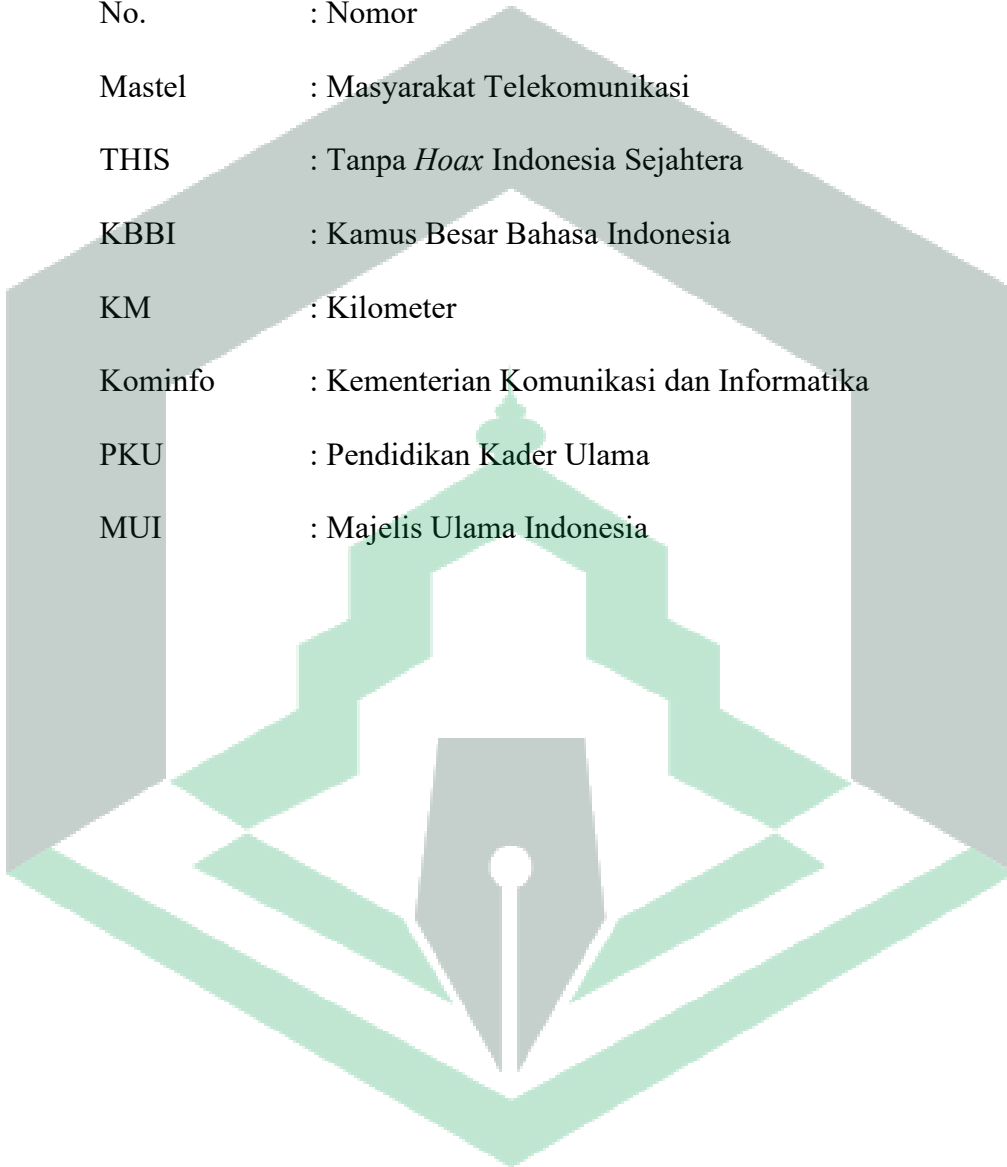 No. : Nomor
Mastel : Masyarakat Telekomunikasi
THIS : Tanpa Hoax Indonesia Sejahtera
KBBI : Kamus Besar Bahasa Indonesia
KM : Kilometer
Kominfo : Kementerian Komunikasi dan Informatika
PKU : Pendidikan Kader Ulama
MUI : Majelis Ulama Indonesia